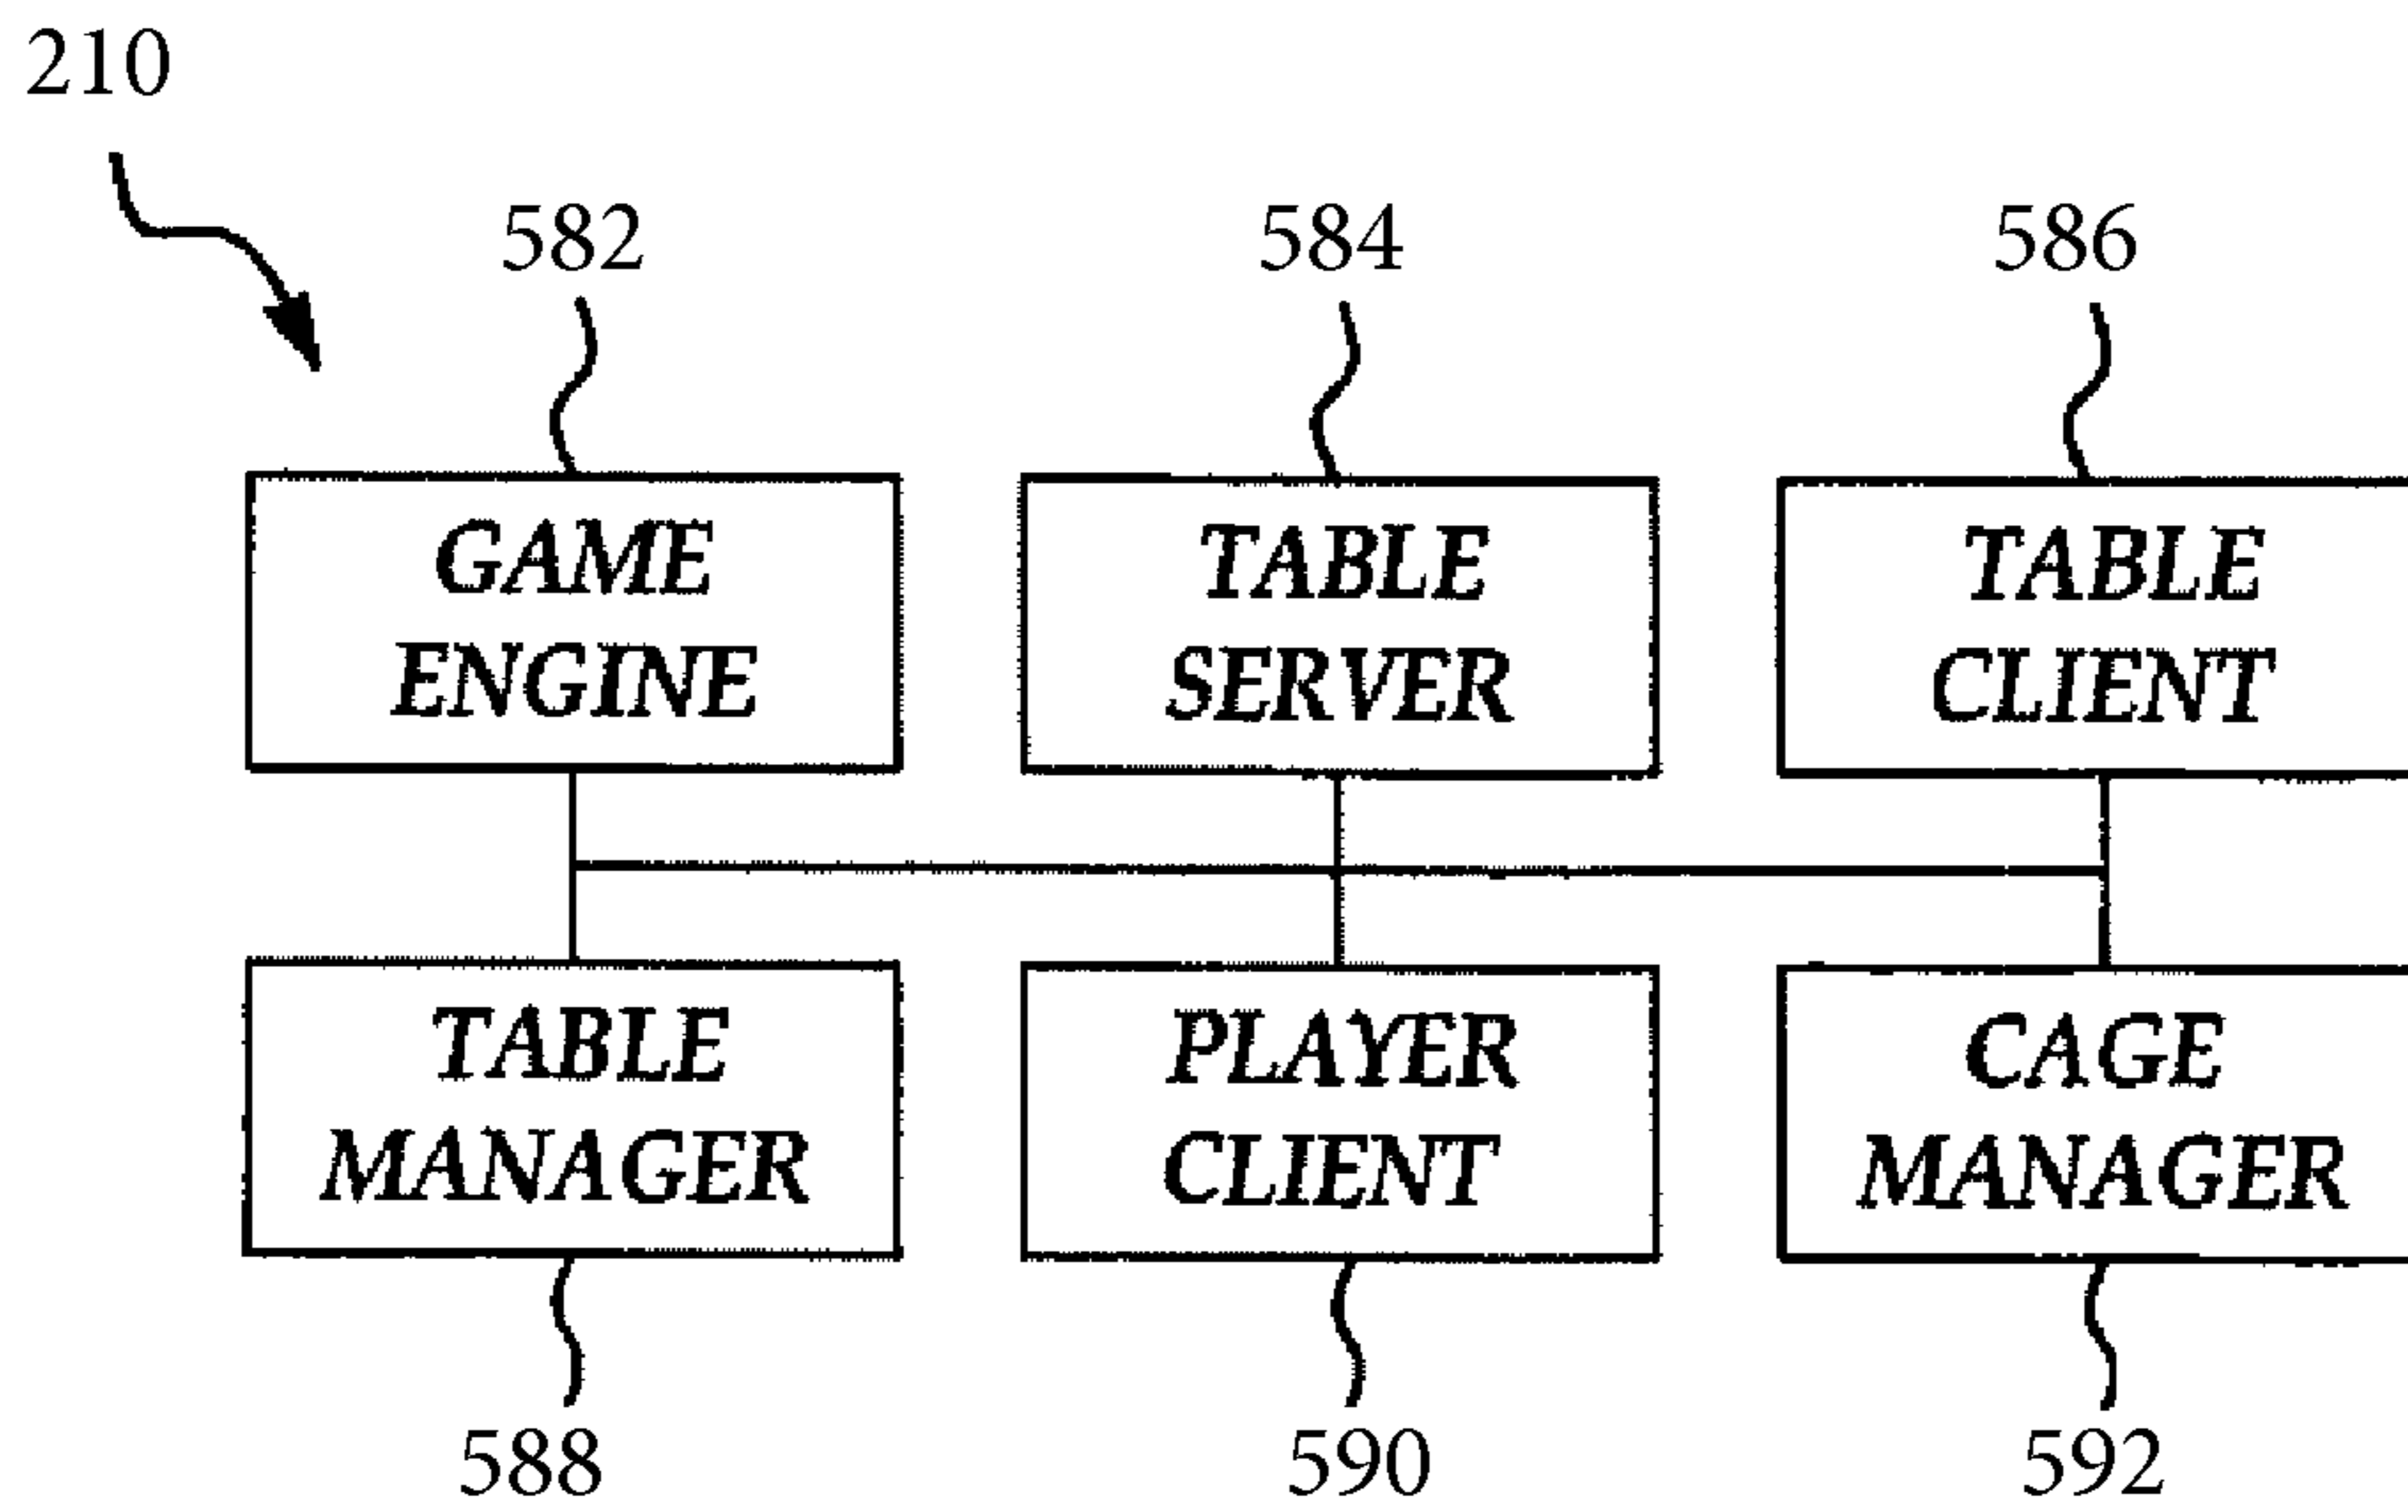 210
582
584
586
GAME
ENGINE
TABLE
SERVER
TABLE
CLIENT
TABLE
MANAGER
PLAYER
CLIENT
CAGE
MANAGER
588
590
592